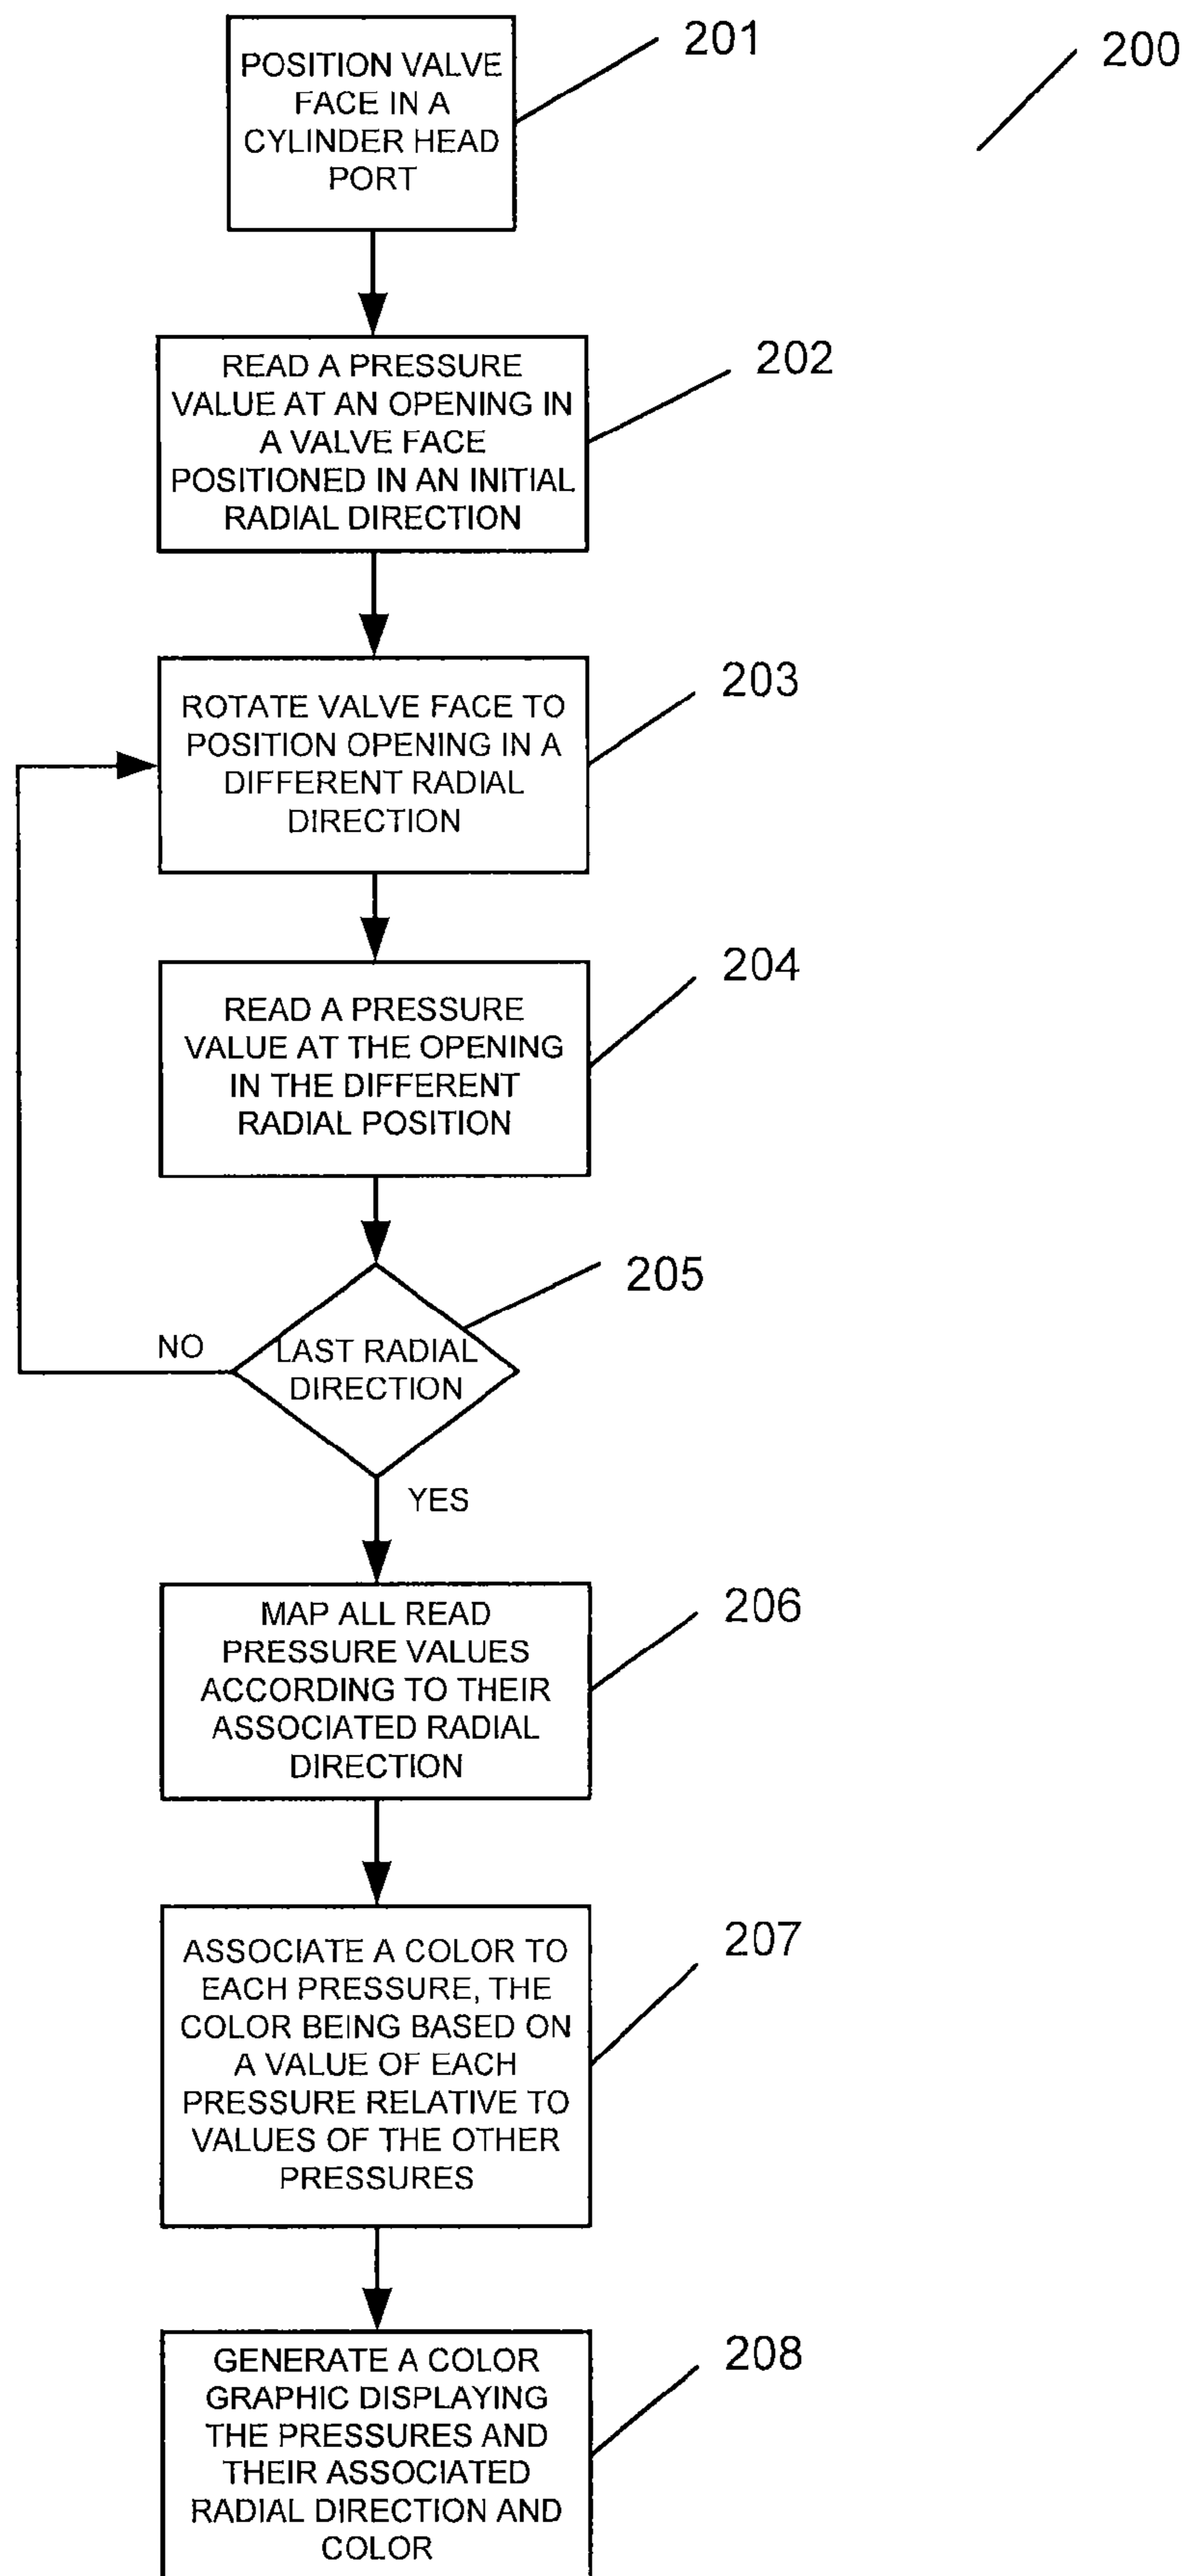 POSITION VALVE
FACE IN A
CYLINDER HEAD
PORT
201
200
READ A PRESSURE
VALUE AT AN OPENING IN
A VALVE FACE
POSITIONED IN AN INITIAL
RADIAL DIRECTION
202
ROTATE VALVE FACE TO
POSITION OPENING IN A
DIFFERENT RADIAL
DIRECTION
203
READ A PRESSURE
VALUE AT THE OPENING
IN THE DIFFERENT
RADIAL POSITION
204
LAST RADIAL
DIRECTION
205
NO
YES
MAP ALL READ
PRESSURE VALUES
ACCORDING TO THEIR
ASSOCIATED RADIAL
DIRECTION
206
ASSOCIATE A COLOR TO
EACH PRESSURE, THE
COLOR BEING BASED ON
A VALUE OF EACH
PRESSURE RELATIVE TO
VALUES OF THE OTHER
PRESSURES
207
GENERATE A COLOR
GRAPHIC DISPLAYING
THE PRESSURES AND
THEIR ASSOCIATED
RADIAL DIRECTION AND
COLOR
208